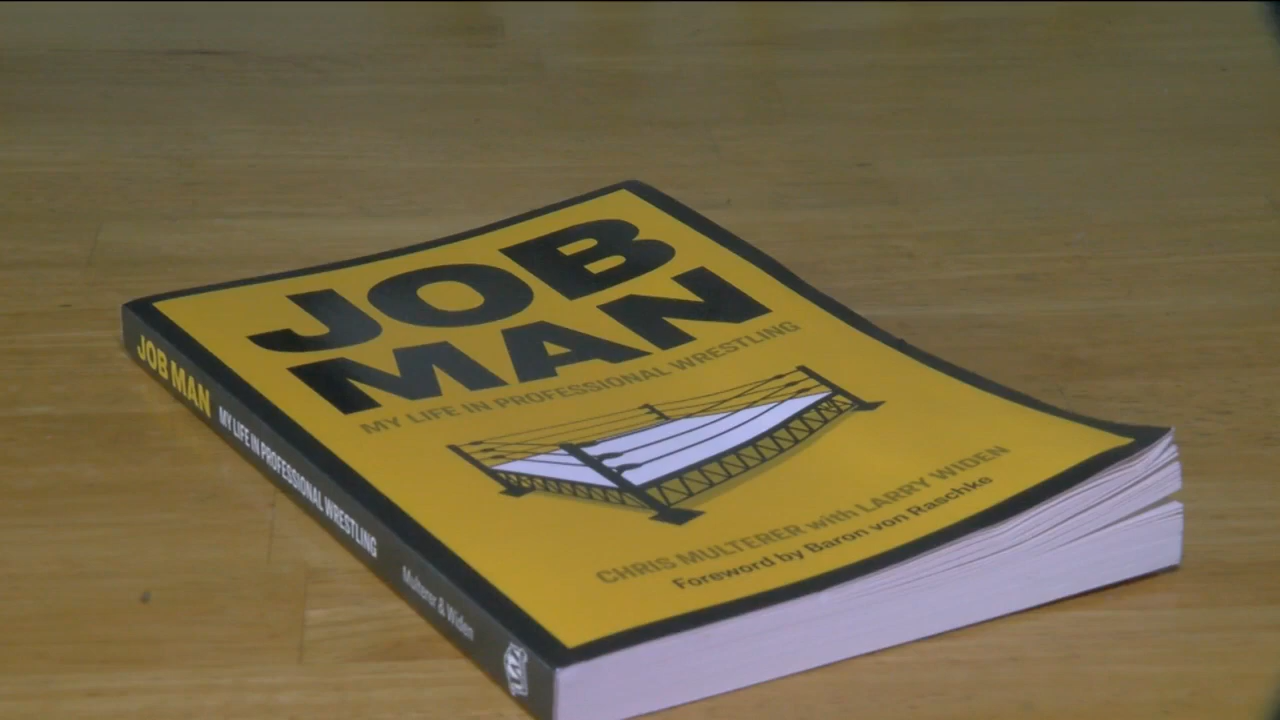 JOB
MAN
MY LIFE IN PROFESSIONAL WRESTLING
CHRIS MULTERER with LARRY WIDEN
Foreword by Baron von Raschke
JOB MAN MY LIFE IN PROFESSIONAL WRESTLING Multerer & Widen